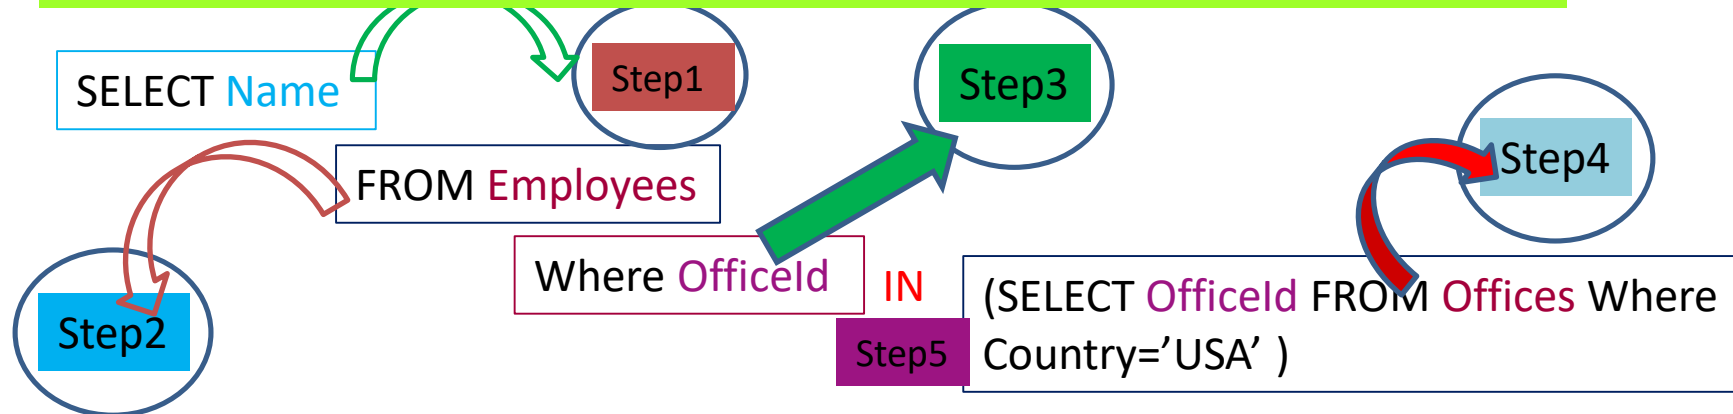 SELECT Name
Step1
Step3
Step4
FROM Employees
Where OfficeId
IN
(SELECT OfficeId FROM Offices Where
Country=’USA’ )
Step2
Step5